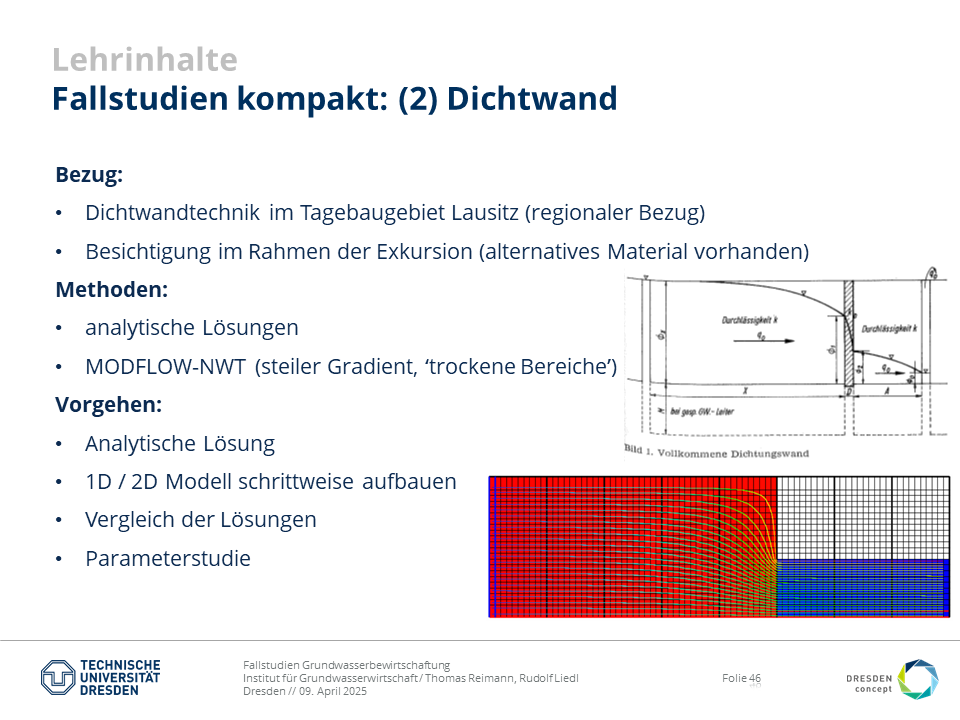 Lehrinhalte
Fallstudien kompakt: (2) Dichtwand
Bezug:
• Dichtwandtechnik im Tagebaugebiet Lausitz (regionaler Bezug)
• Besichtigung im Rahmen der Exkursion (alternatives Material vorhanden)
Methoden:
• analytische Lösungen
• MODFLOW-NWT (steiler Gradient, ‘trockene Bereiche’)
Vorgehen:
• Analytische Lösung
• 1D / 2D Modell schrittweise aufbauen
• Vergleich der Lösungen
• Parameterstudie
Durchlässigkeit k
Durchlässigkeit k
q₀
q₀
X
D
A
M
bei gesp. GW.-Leiter
Bild 1. Vollkommene Dichtungswand
TECHNISCHE
UNIVERSITÄT
DRESDEN
Fallstudien Grundwasserbewirtschaftung
Institut für Grundwasserwirtschaft / Thomas Reimann, Rudolf Liedl
Dresden // 09. April 2025
Folie 46
DRESDEN
concept